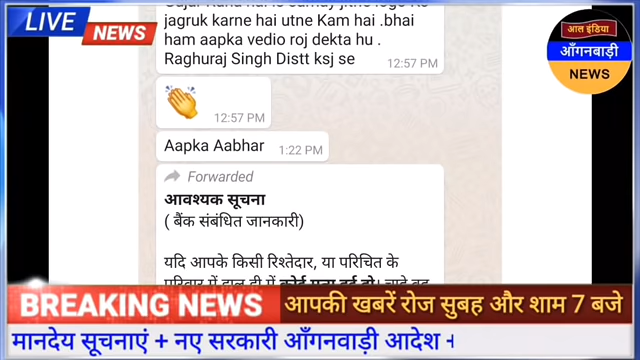 LIVE NEWS
jagruk karne hai utne Kam hai .bhai
ham aapka vedio roj dekta hu .
Raghuraj Singh Distt ksj se
12:57 PM
12:57 PM
Aapka Aabhar
1:22 PM
Forwarded
आवश्यक सूचना
( बैंक संबंधित जानकारी)
यदि आपके किसी रिश्तेदार, या परिचित के
आल इंडिया
आँगनबाड़ी
NEWS
BREAKING NEWS
आपकी खबरें रोज सुबह और शाम 7 बजे
मानदेय सूचनाएं + नए सरकारी आँगनवाड़ी आदेश +